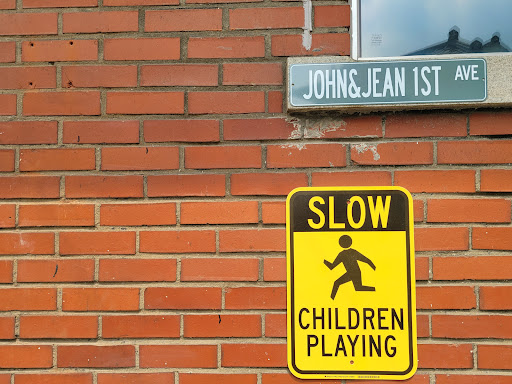 JOHN&JEAN 1ST AVE
SLOW
CHILDREN
PLAYING